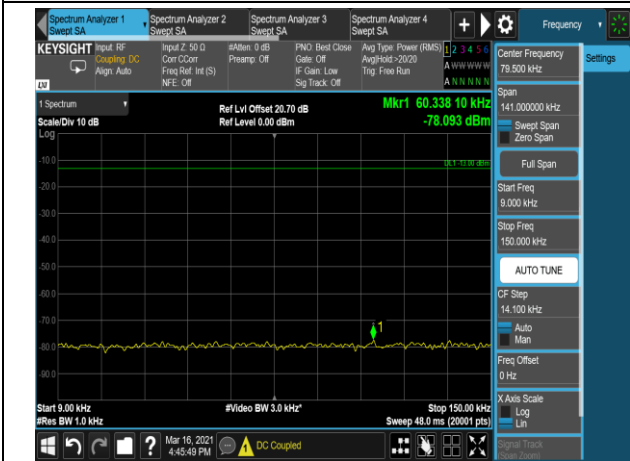 Spectrum Analyzer 1
Swept SA
Spectrum Analyzer 2
Swept SA
Spectrum Analyzer 3
Swept SA
Spectrum Analyzer 4
Swept SA
+
Frequency
KEYSIGHT
Input: RF
Coupling: DC
Align: Auto
Input Z: 50 Ω
Corr CCorr
Freq Ref: Int (S)
NFE: Off
#Atten: 0 dB
Preamp: Off
PNO: Best Close
Gate: Off
IF Gain: Low
Sig Track: Off
Avg Type: Power (RMS)
Avg|Hold:>20/20
Trig: Free Run
1 2 3 4 5 6
A W W W W W
A N N N N N
LXI
1 Spectrum
Scale/Div 10 dB
Log
Ref Lvl Offset 20.70 dB
Ref Level 0.00 dBm
Mkr1 60.338 10 kHz
-78.093 dBm
DL1 -13.00 dBm
-10.0
-20.0
-30.0
-40.0
-50.0
-60.0
-70.0
-80.0
-90.0
1
Start 9.00 kHz
#Res BW 1.0 kHz
#Video BW 3.0 kHz*
Stop 150.00 kHz
Sweep 48.0 ms (20001 pts)
Mar 16, 2021
4:45:49 PM
DC Coupled
Center Frequency
79.500 kHz
Settings
Span
141.000000 kHz
Swept Span
Zero Span
Full Span
Start Freq
9.000 kHz
Stop Freq
150.000 kHz
AUTO TUNE
CF Step
14.100 kHz
Auto
Man
Freq Offset
0 Hz
X Axis Scale
Log
Lin
Signal Track
(Span Zoom)